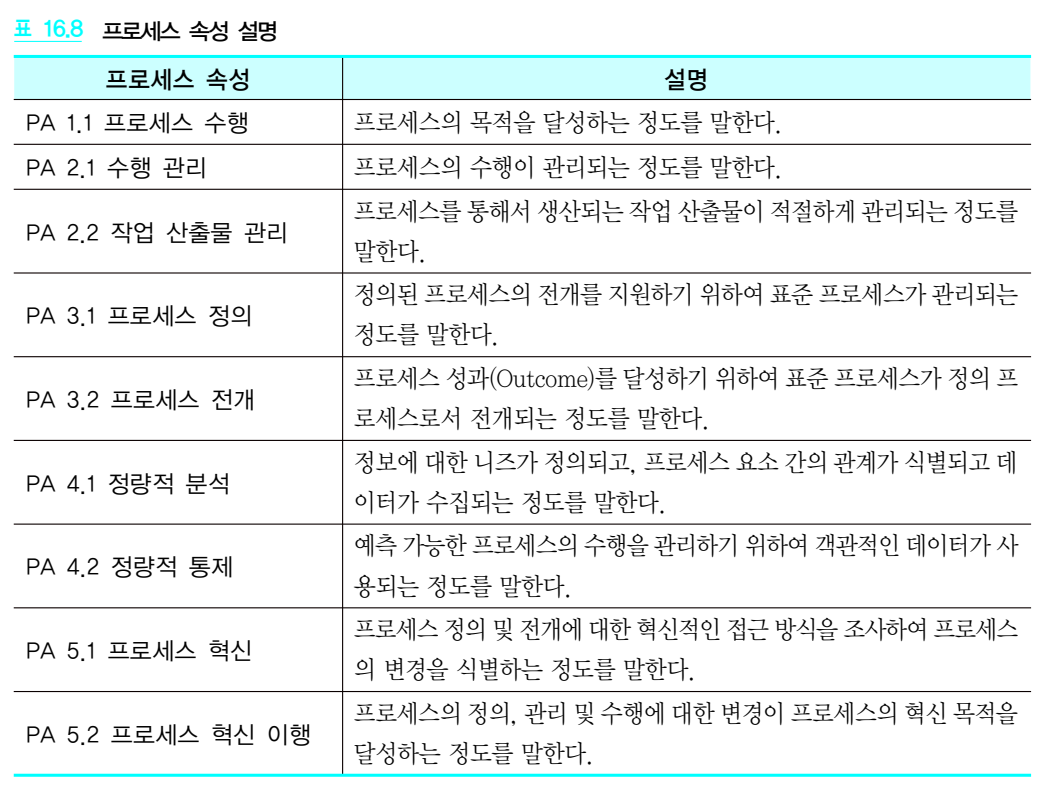 표 16.8 프로세스 속성 설명
프로세스 속성 설명
PA 1.1 프로세스 수행 프로세스의 목적을 달성하는 정도를 말한다.
PA 2.1 수행 관리 프로세스의 수행이 관리되는 정도를 말한다.
PA 2.2 작업 산출물 관리
프로세스를 통해서 생산되는 작업 산출물이 적절하게 관리되는 정도를
말한다.
PA 3.1 프로세스 정의
정의된 프로세스의 전개를 지원하기 위하여 표준 프로세스가 관리되는
정도를 말한다.
PA 3.2 프로세스 전개
프로세스 성과(Outcome)를 달성하기 위하여 표준 프로세스가 정의 프
로세스로서 전개되는 정도를 말한다.
PA 4.1 정량적 분석
정보에 대한 니즈가 정의되고, 프로세스 요소 간의 관계가 식별되고 데
이터가 수집되는 정도를 말한다.
PA 4.2 정량적 통제
예측 가능한 프로세스의 수행을 관리하기 위하여 객관적인 데이터가 사
용되는 정도를 말한다.
PA 5.1 프로세스 혁신
프로세스 정의 및 전개에 대한 혁신적인 접근 방식을 조사하여 프로세스
의 변경을 식별하는 정도를 말한다.
PA 5.2 프로세스 혁신 이행
프로세스의 정의, 관리 및 수행에 대한 변경이 프로세스의 혁신 목적을
달성하는 정도를 말한다.